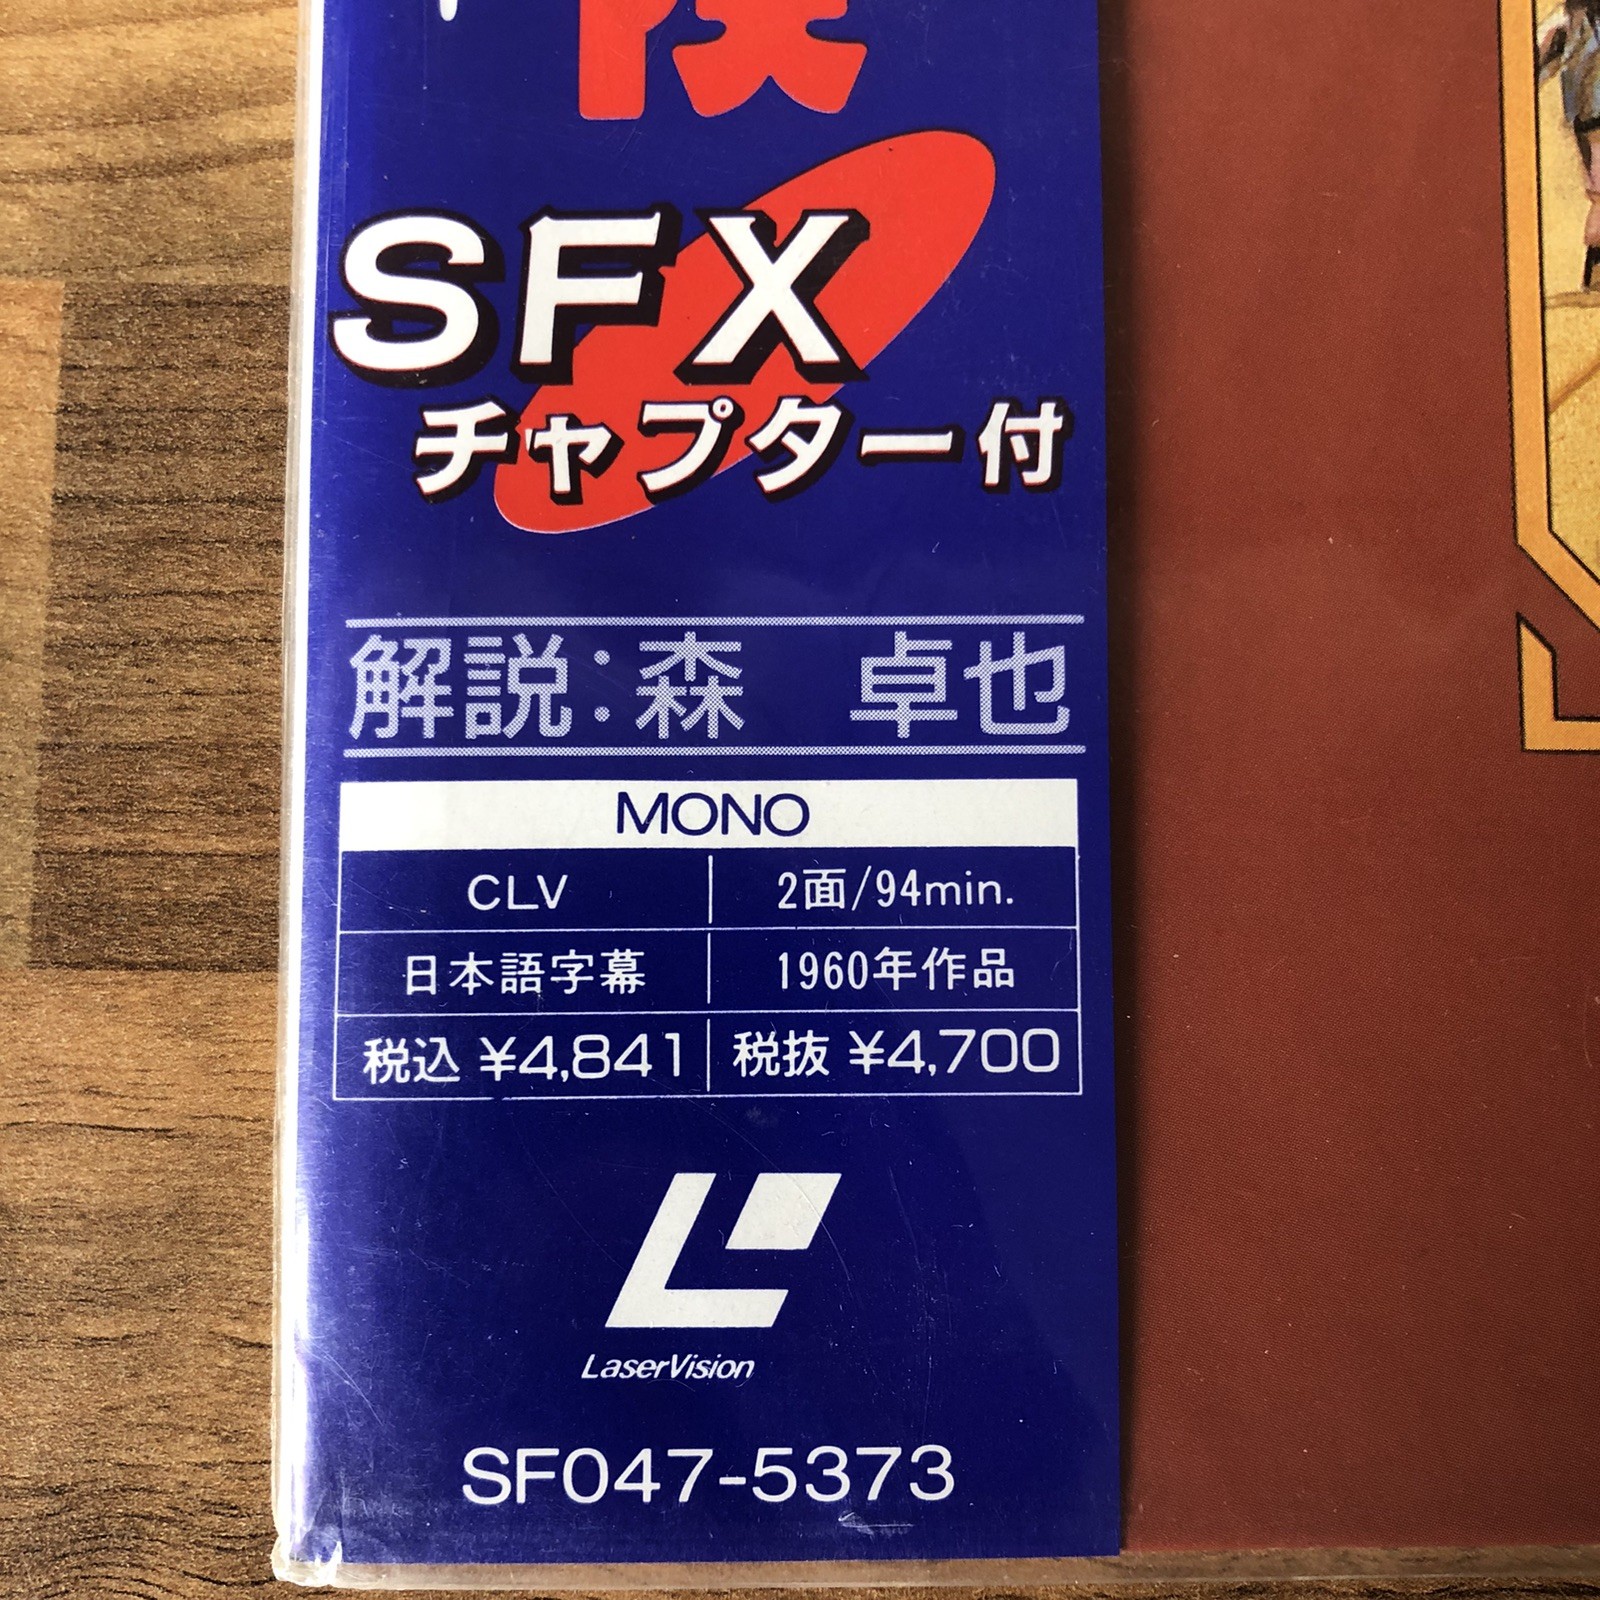 SFX
チャプター付
解説:森 卓也
MONO
CLV 2面/94min.
日本語字幕 1960年作品
税込 ¥4,841 税抜 ¥4,700
LaserVision
SF047-5373